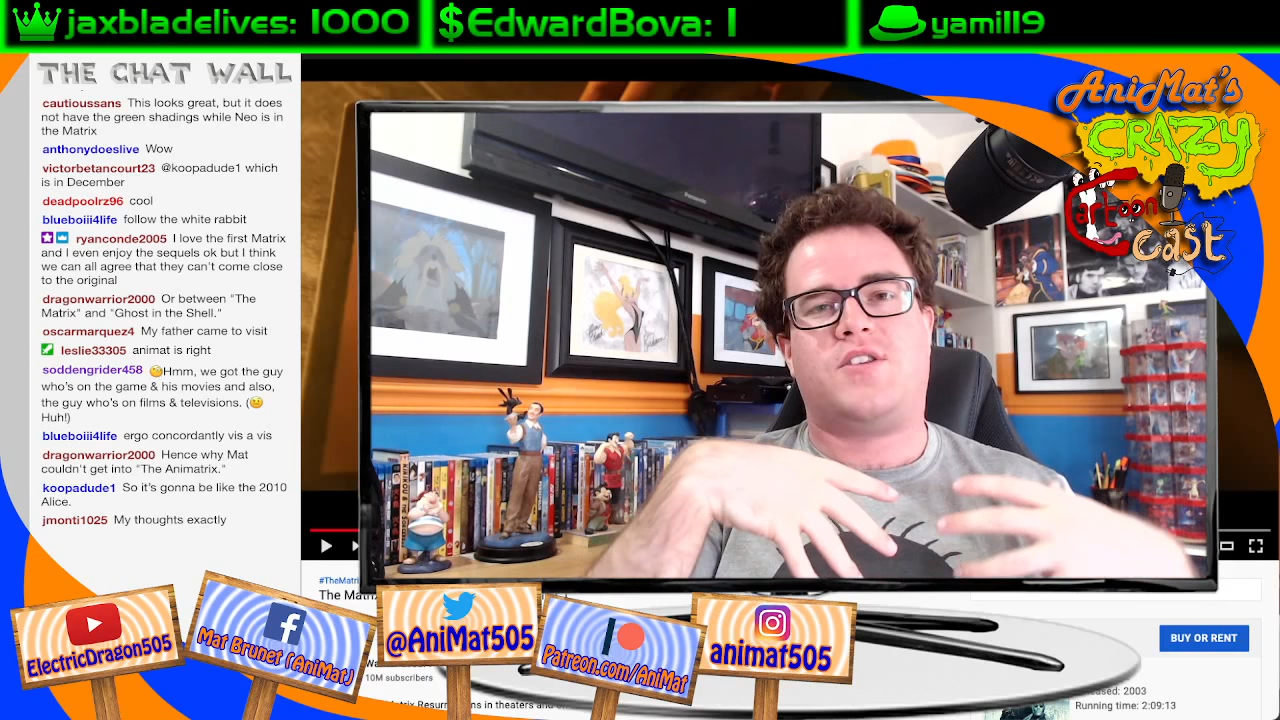 jaxbladelives: 1000
$EdwardBova: 1
yamill9
THE CHAT WALL
cautioussans This looks great, but it does
not have the green shadings while Neo is in
the Matrix
anthonydoeslive Wow
victorbetancourt23 @koopadude1 which
is in December
deadpoolrz96 cool
blueboiii4life follow the white rabbit
ryanconde2005 I love the first Matrix
and I even enjoy the sequels ok but I think
we can all agree that they can't come close
to the original
dragonwarrior2000 Or between "The
Matrix" and "Ghost in the Shell."
oscarmarquez4 My father came to visit
leslie33305 animat is right
soddengrider458 🤔Hmm, we got the guy
who's on the game & his movies and also,
the guy who's on films & televisions. (🤨
Huh!)
blueboiii4life ergo concordantly vis a vis
dragonwarrior2000 Hence why Mat
couldn't get into "The Animatrix."
koopadude1 So it's gonna be like the 2010
Alice.
jmonti1025 My thoughts exactly
AniMat's
CRAZY
Cartoon
Cast
Panasonic
#TheMatri
The Matri
BUY OR RENT
10M subscribers
2003
Running time: 2:09:13
ElectricDragon505
Mat Brunet (AniMat)
@AniMat505
Patreon.com/AniMat
animat505